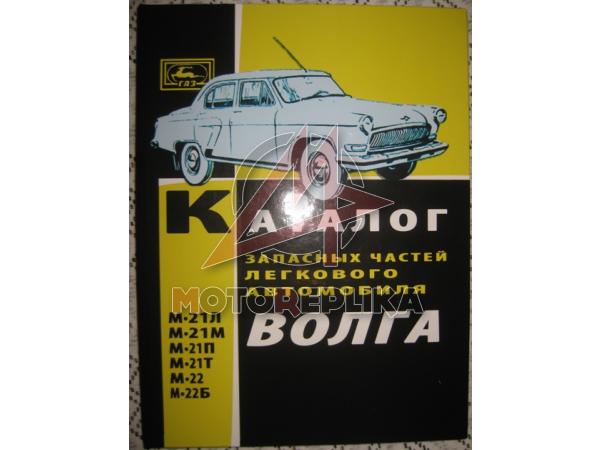 ГАЗ
КАТАЛОГ
ЗАПАСНЫХ ЧАСТЕЙ
ЛЕГКОВОГО
АВТОМОБИЛЯ
MOTOREPLIKA
ВОЛГА
М-21Л
М-21М
М-21П
М-21Т
М-22
М-22Б